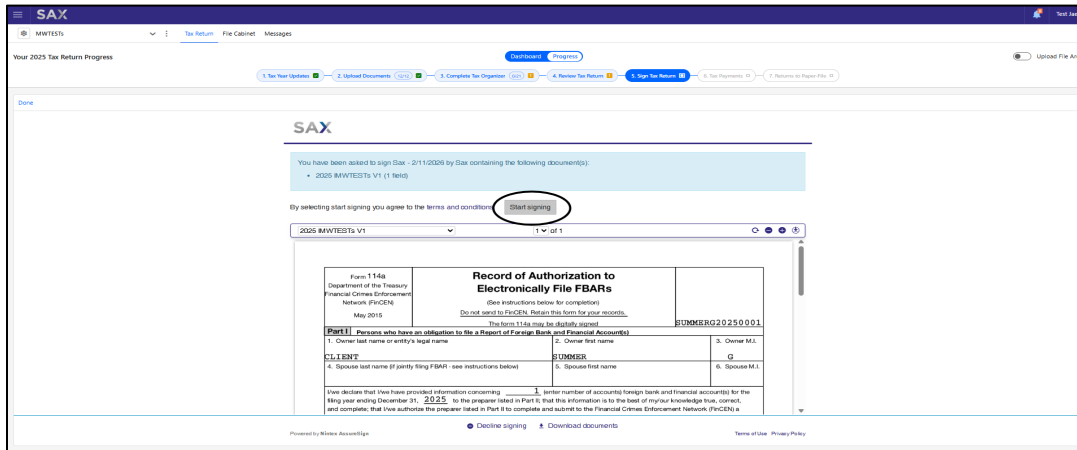 SAX
Test Jas
MWTESTs
Tax Return File Cabinet Messages
Your 2025 Tax Return Progress
Dashboard Progress
Upload File Are
1. Tax Year Updates 2. Upload Documents (12/12) 3. Complete Tax Organizer 4. Review Tax Return 5. Sign Tax Return 6. Tax Payments 7. Returns to Paper-File
Done
SAX
You have been asked to sign Sax - 2/11/2026 by Sax containing the following document(s):
• 2025 IMWTESTs V1 (1 field)
By selecting start signing you agree to the terms and conditions Start signing
2025 IMWTESTs V1 1 of 1
Form 114a
Department of the Treasury
Financial Crimes Enforcement
Network (FinCEN)
May 2015
Record of Authorization to
Electronically File FBARs
(See instructions below for completion)
Do not send to FinCEN. Retain this form for your records.
The form 114a may be digitally signed
SUMMERG20250001
Part I Persons who have an obligation to file a Report of Foreign Bank and Financial Account(s)
1. Owner last name or entity's legal name 2. Owner first name 3. Owner M.I.
CLIENT SUMMER G
4. Spouse last name (if jointly filing FBAR - see instructions below) 5. Spouse first name 6. Spouse M.I.
I/we declare that I/we have provided information concerning 1 (enter number of accounts) foreign bank and financial account(s) for the
filing year ending December 31, 2025 to the preparer listed in Part II; that this information is to the best of my/our knowledge true, correct,
and complete; that I/we authorize the preparer listed in Part II to complete and submit to the Financial Crimes Enforcement Network (FinCEN) a
Decline signing Download documents
Powered by Nintex AssureSign Terms of Use Privacy Policy